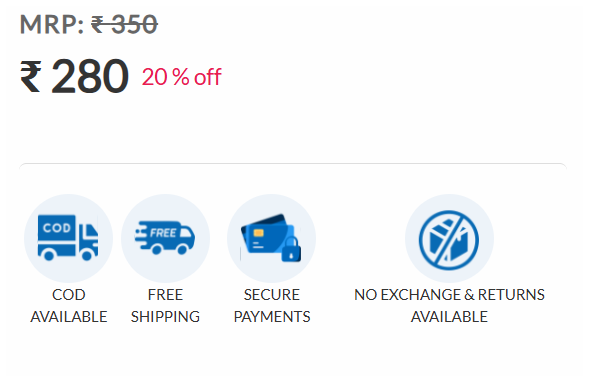 MRP: ₹ 350
₹ 280 20 % off
COD
FREE
COD
AVAILABLE
FREE
SHIPPING
SECURE
PAYMENTS
NO EXCHANGE & RETURNS
AVAILABLE